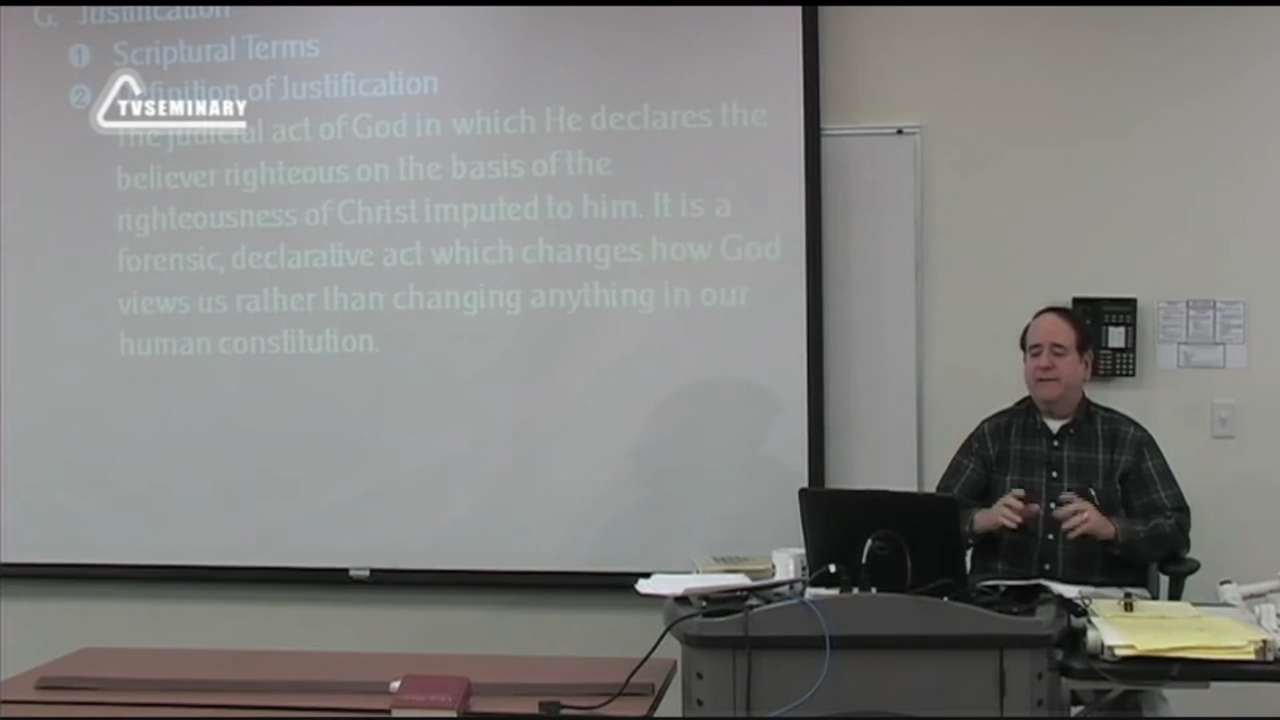 G. Justification
1 Scriptural Terms
2 Definition of Justification
TVSEMINARY
The judicial act of God in which He declares the
believer righteous on the basis of the
righteousness of Christ imputed to him. It is a
forensic, declarative act which changes how God
views us rather than changing anything in our
human constitution.